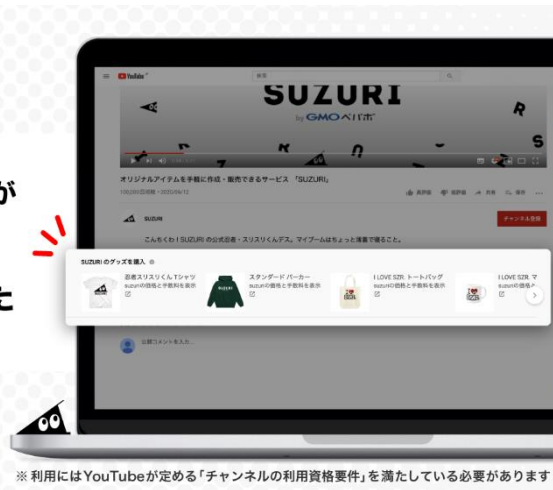 が
た
YouTube JP
検索
SUZURI
by GMOペパボ
オリジナルアイテムを手軽に作成・販売できるサービス 「SUZURI」
SUZURI
チャンネル登録
こんちくわ！SUZURI の公式忍者・スリスリくんデス。マイブームはちょっと薄着で寝ること。
SUZURI のグッズを購入
忍者スリスリくん Tシャツ
suzuriの価格と手数料を表示
スタンダード パーカー
suzuriの価格と手数料を表示
I LOVE SZR. トートバッグ
suzuriの価格と手数料を表示
I LOVE SZR. マ
suzuriの価格と
公開コメントを入力...
※利用にはYouTubeが定める「チャンネルの利用資格要件」を満たしている必要があります